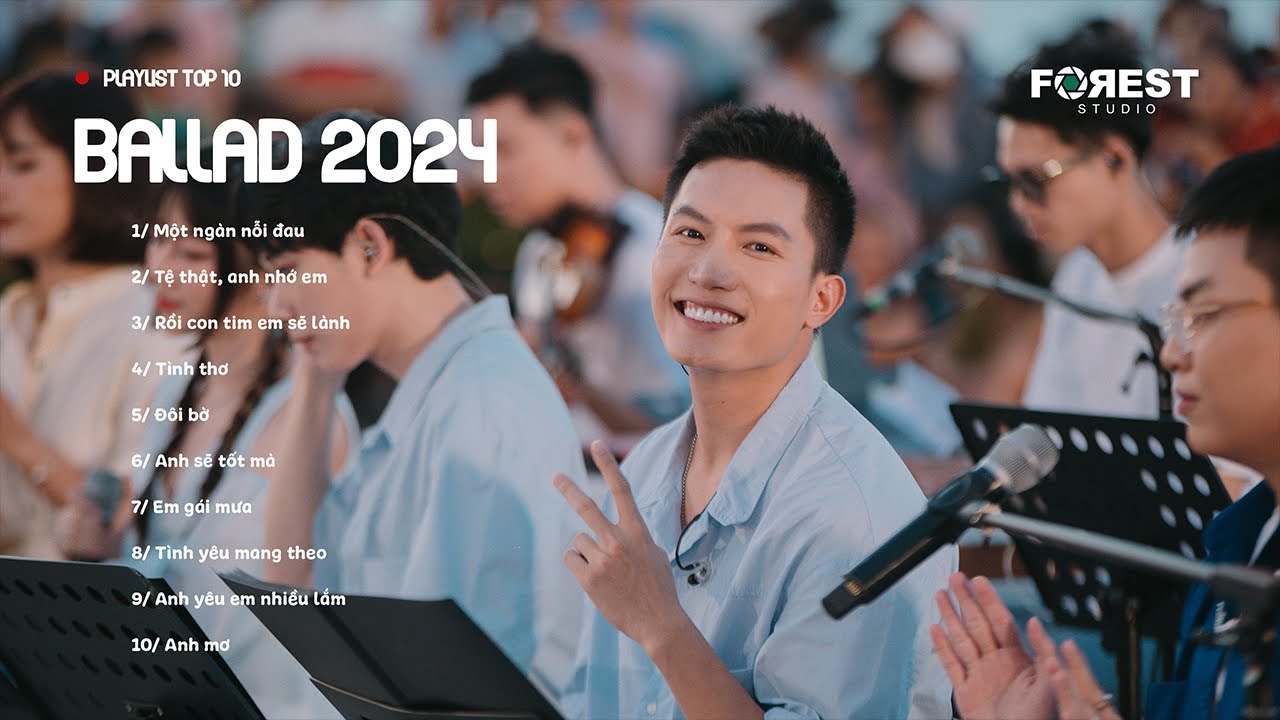 PLAYLIST TOP 10
BALLAD 2024
FOREST
STUDIO
1/ Một ngàn nỗi đau
2/ Tệ thật, anh nhớ em
3/ Rồi con tim em sẽ lành
4/ Tình thơ
5/ Đôi bờ
6/ Anh sẽ tốt mà
7/ Em gái mưa
8/ Tình yêu mang theo
9/ Anh yêu em nhiều lắm
10/ Anh mơ